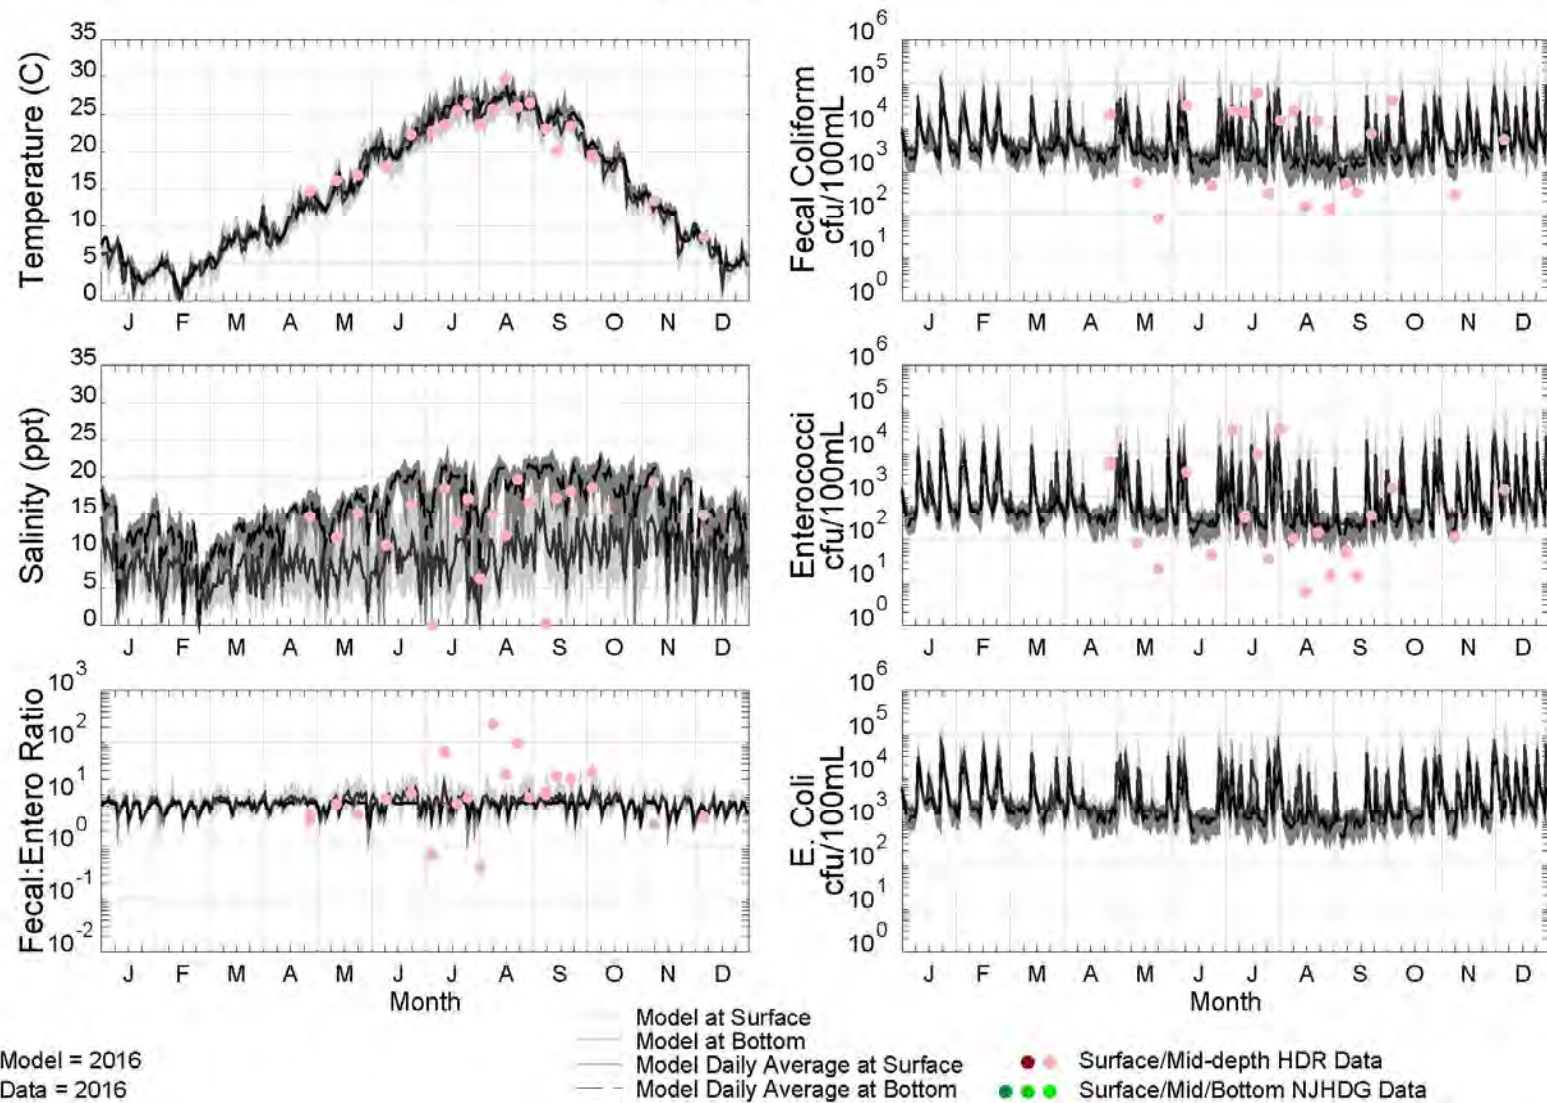 Temperature (C)
35
30
25
20
15
10
5
0
J F M A M J J A S O N D
Fecal Coliform
cfu/100mL
10^6
10^5
10^4
10^3
10^2
10^1
10^0
J F M A M J J A S O N D
Salinity (ppt)
35
30
25
20
15
10
5
0
J F M A M J J A S O N D
Enterococci
cfu/100mL
10^6
10^5
10^4
10^3
10^2
10^1
10^0
J F M A M J J A S O N D
Fecal:Entero Ratio
10^3
10^2
10^1
10^0
10^-1
10^-2
J F M A M J J A S O N D
Month
E. Coli
cfu/100mL
10^6
10^5
10^4
10^3
10^2
10^1
10^0
J F M A M J J A S O N D
Month
Model at Surface
Model at Bottom
Model Daily Average at Surface
Model Daily Average at Bottom
Surface/Mid-depth HDR Data
Surface/Mid/Bottom NJHDG Data
Model = 2016
Data = 2016